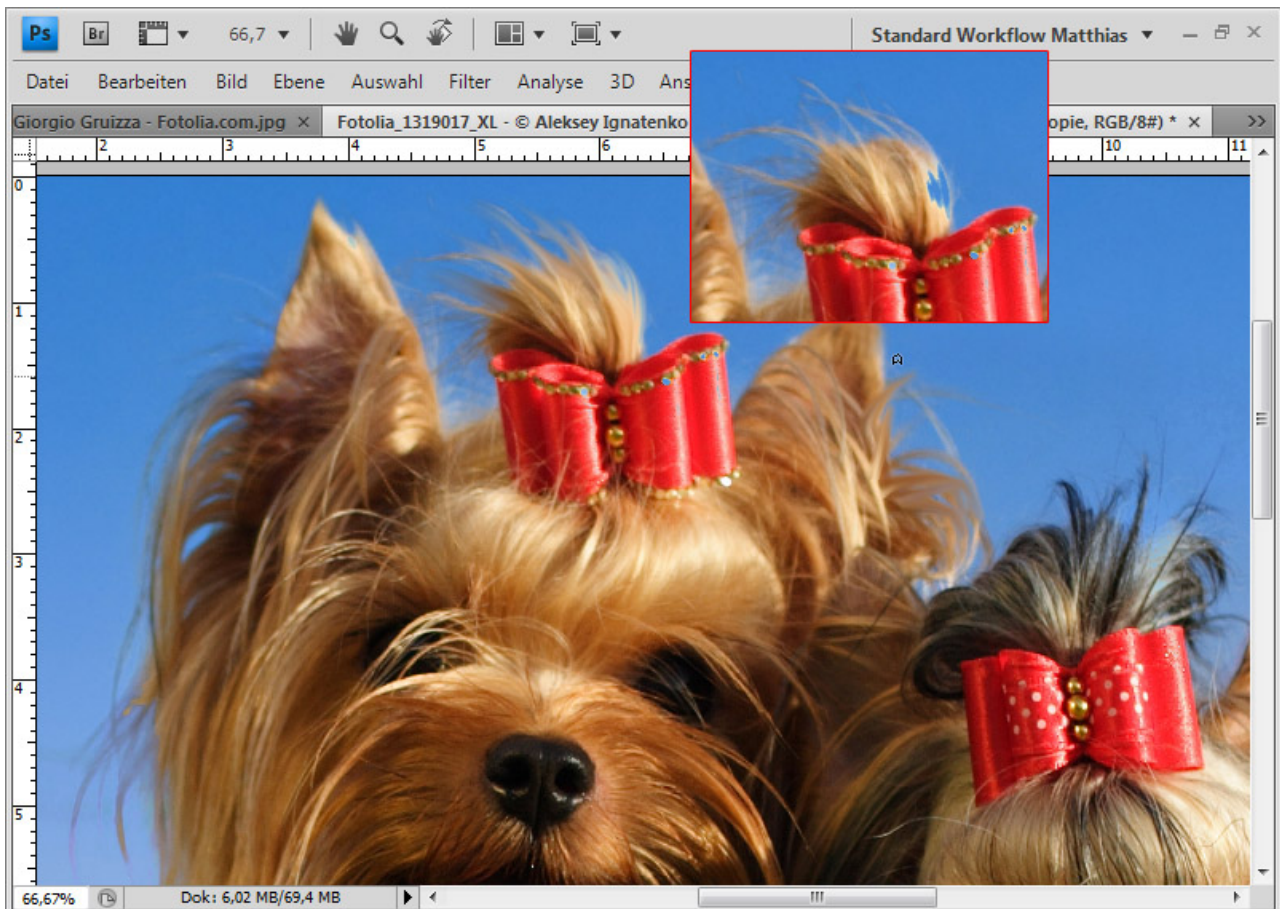 Ps Br 66,7 Standard Workflow Matthias
Datei Bearbeiten Bild Ebene Auswahl Filter Analyse 3D Ans
Giorgio Gruizza - Fotolia.com.jpg × Fotolia_1319017_XL - © Aleksey Ignatenko opie, RGB/8#) * × >>
2 3 4 5 6 10 11
0
1
2
3
4
5
66,67% Dok: 6,02 MB/69,4 MB